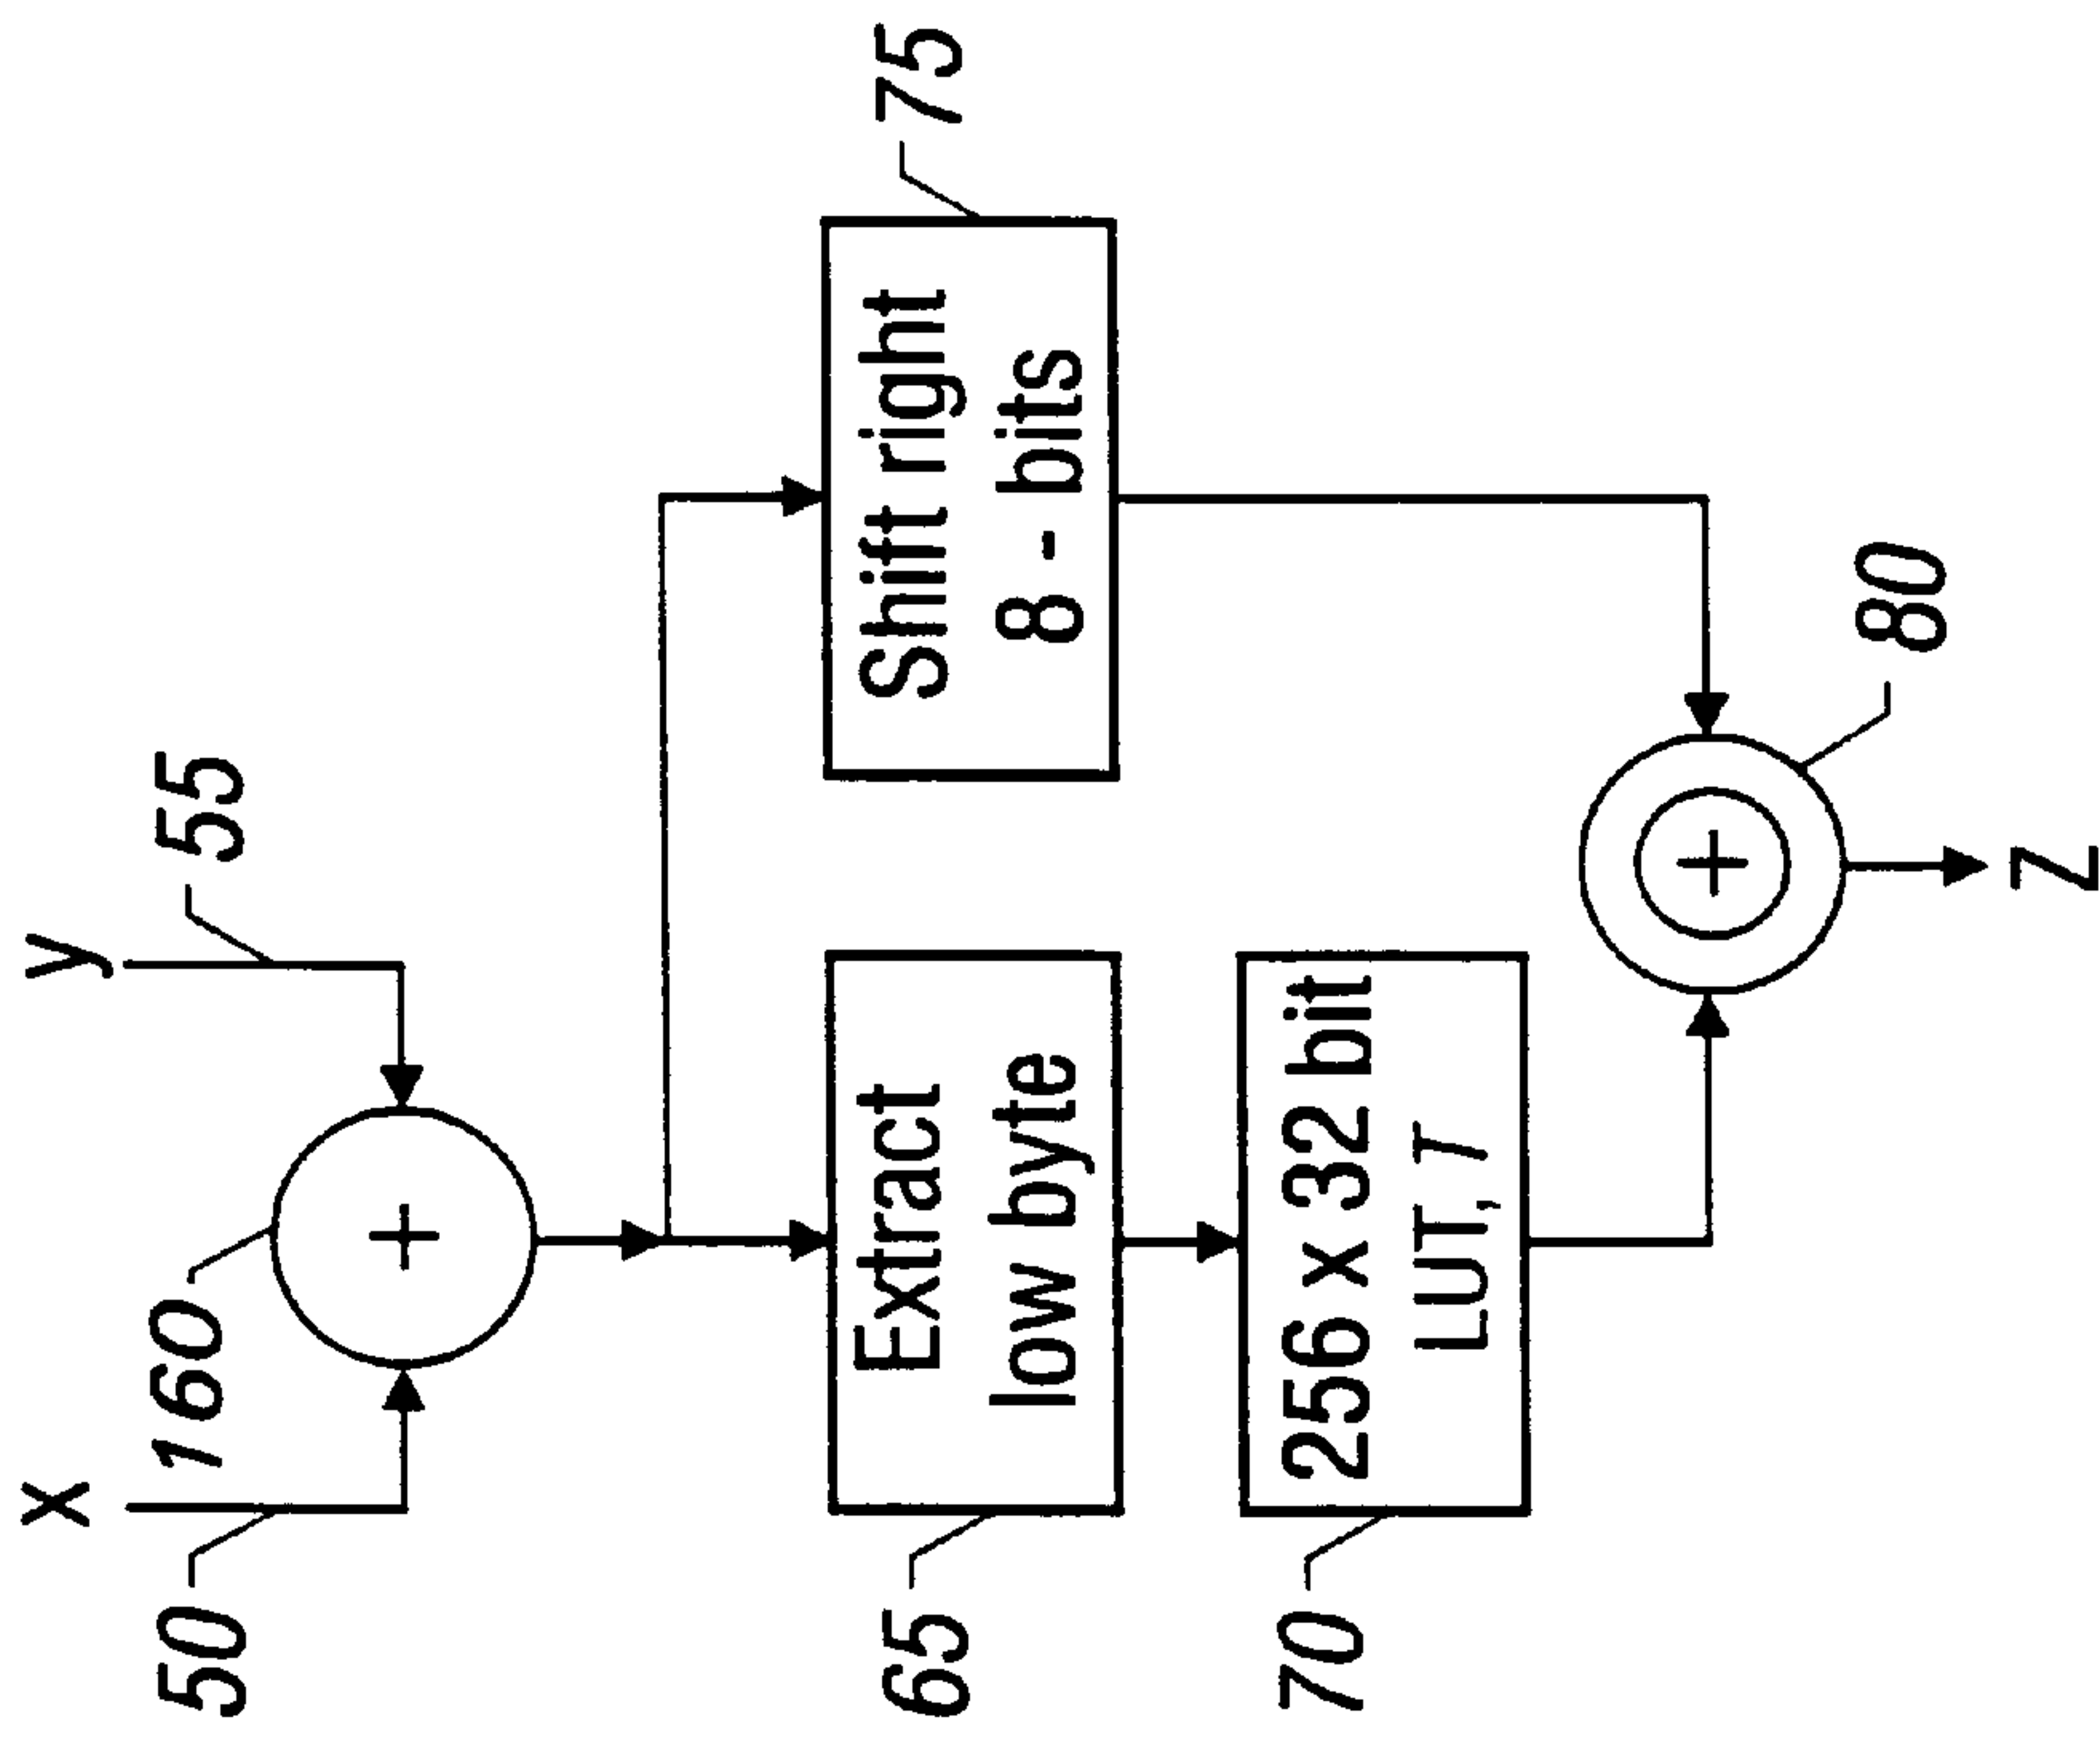 x
y
50
160
55
+
65
Extract
low byte
Shift right
8 - bits
75
70
256 x 32 bit
LUT, T
+
80
Z